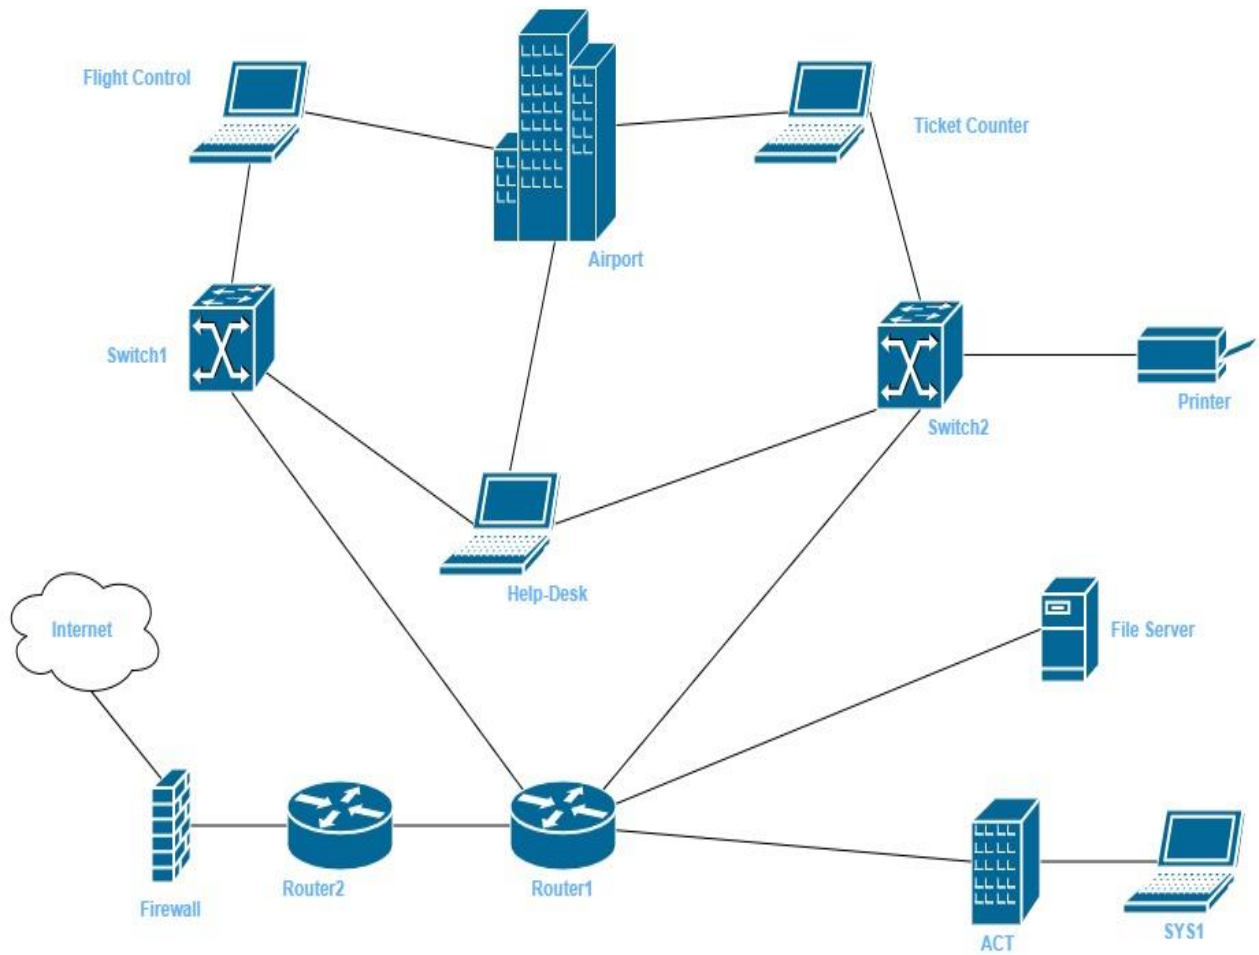 Flight Control
Ticket Counter
Airport
Switch1
Switch2
Printer
Help-Desk
Internet
File Server
Firewall
Router2
Router1
ACT
SYS1